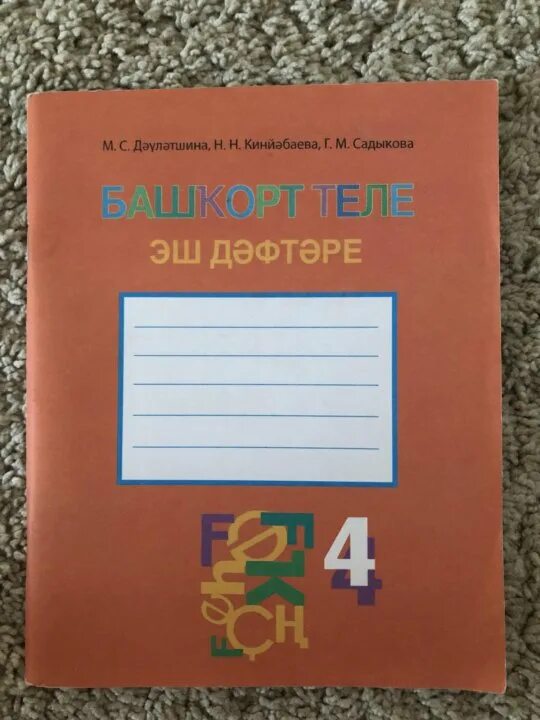 М. С. Дәүләтшина, Н. Н. Кинйәбаева, Г. М. Садыкова
БАШҠОРТ ТЕЛЕ
ЭШ ДӘФТӘРЕ
4